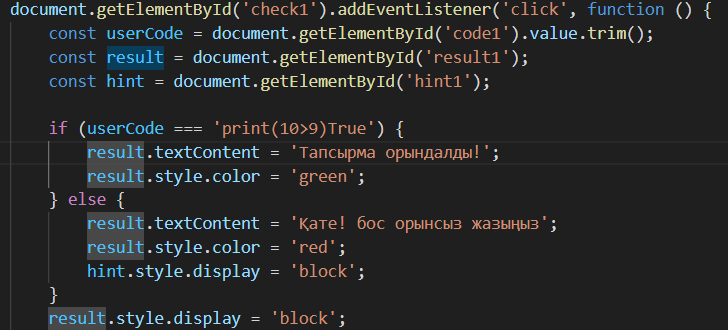 document.getElementById('check1').addEventListener('click', function () {
const userCode = document.getElementById('code1').value.trim();
const result = document.getElementById('result1');
const hint = document.getElementById('hint1');
if (userCode === 'print(10>9)True') {
result.textContent = 'Тапсырма орындалды!';
result.style.color = 'green';
} else {
result.textContent = 'Қате! бос орынсыз жазыңыз';
result.style.color = 'red';
hint.style.display = 'block';
}
result.style.display = 'block';